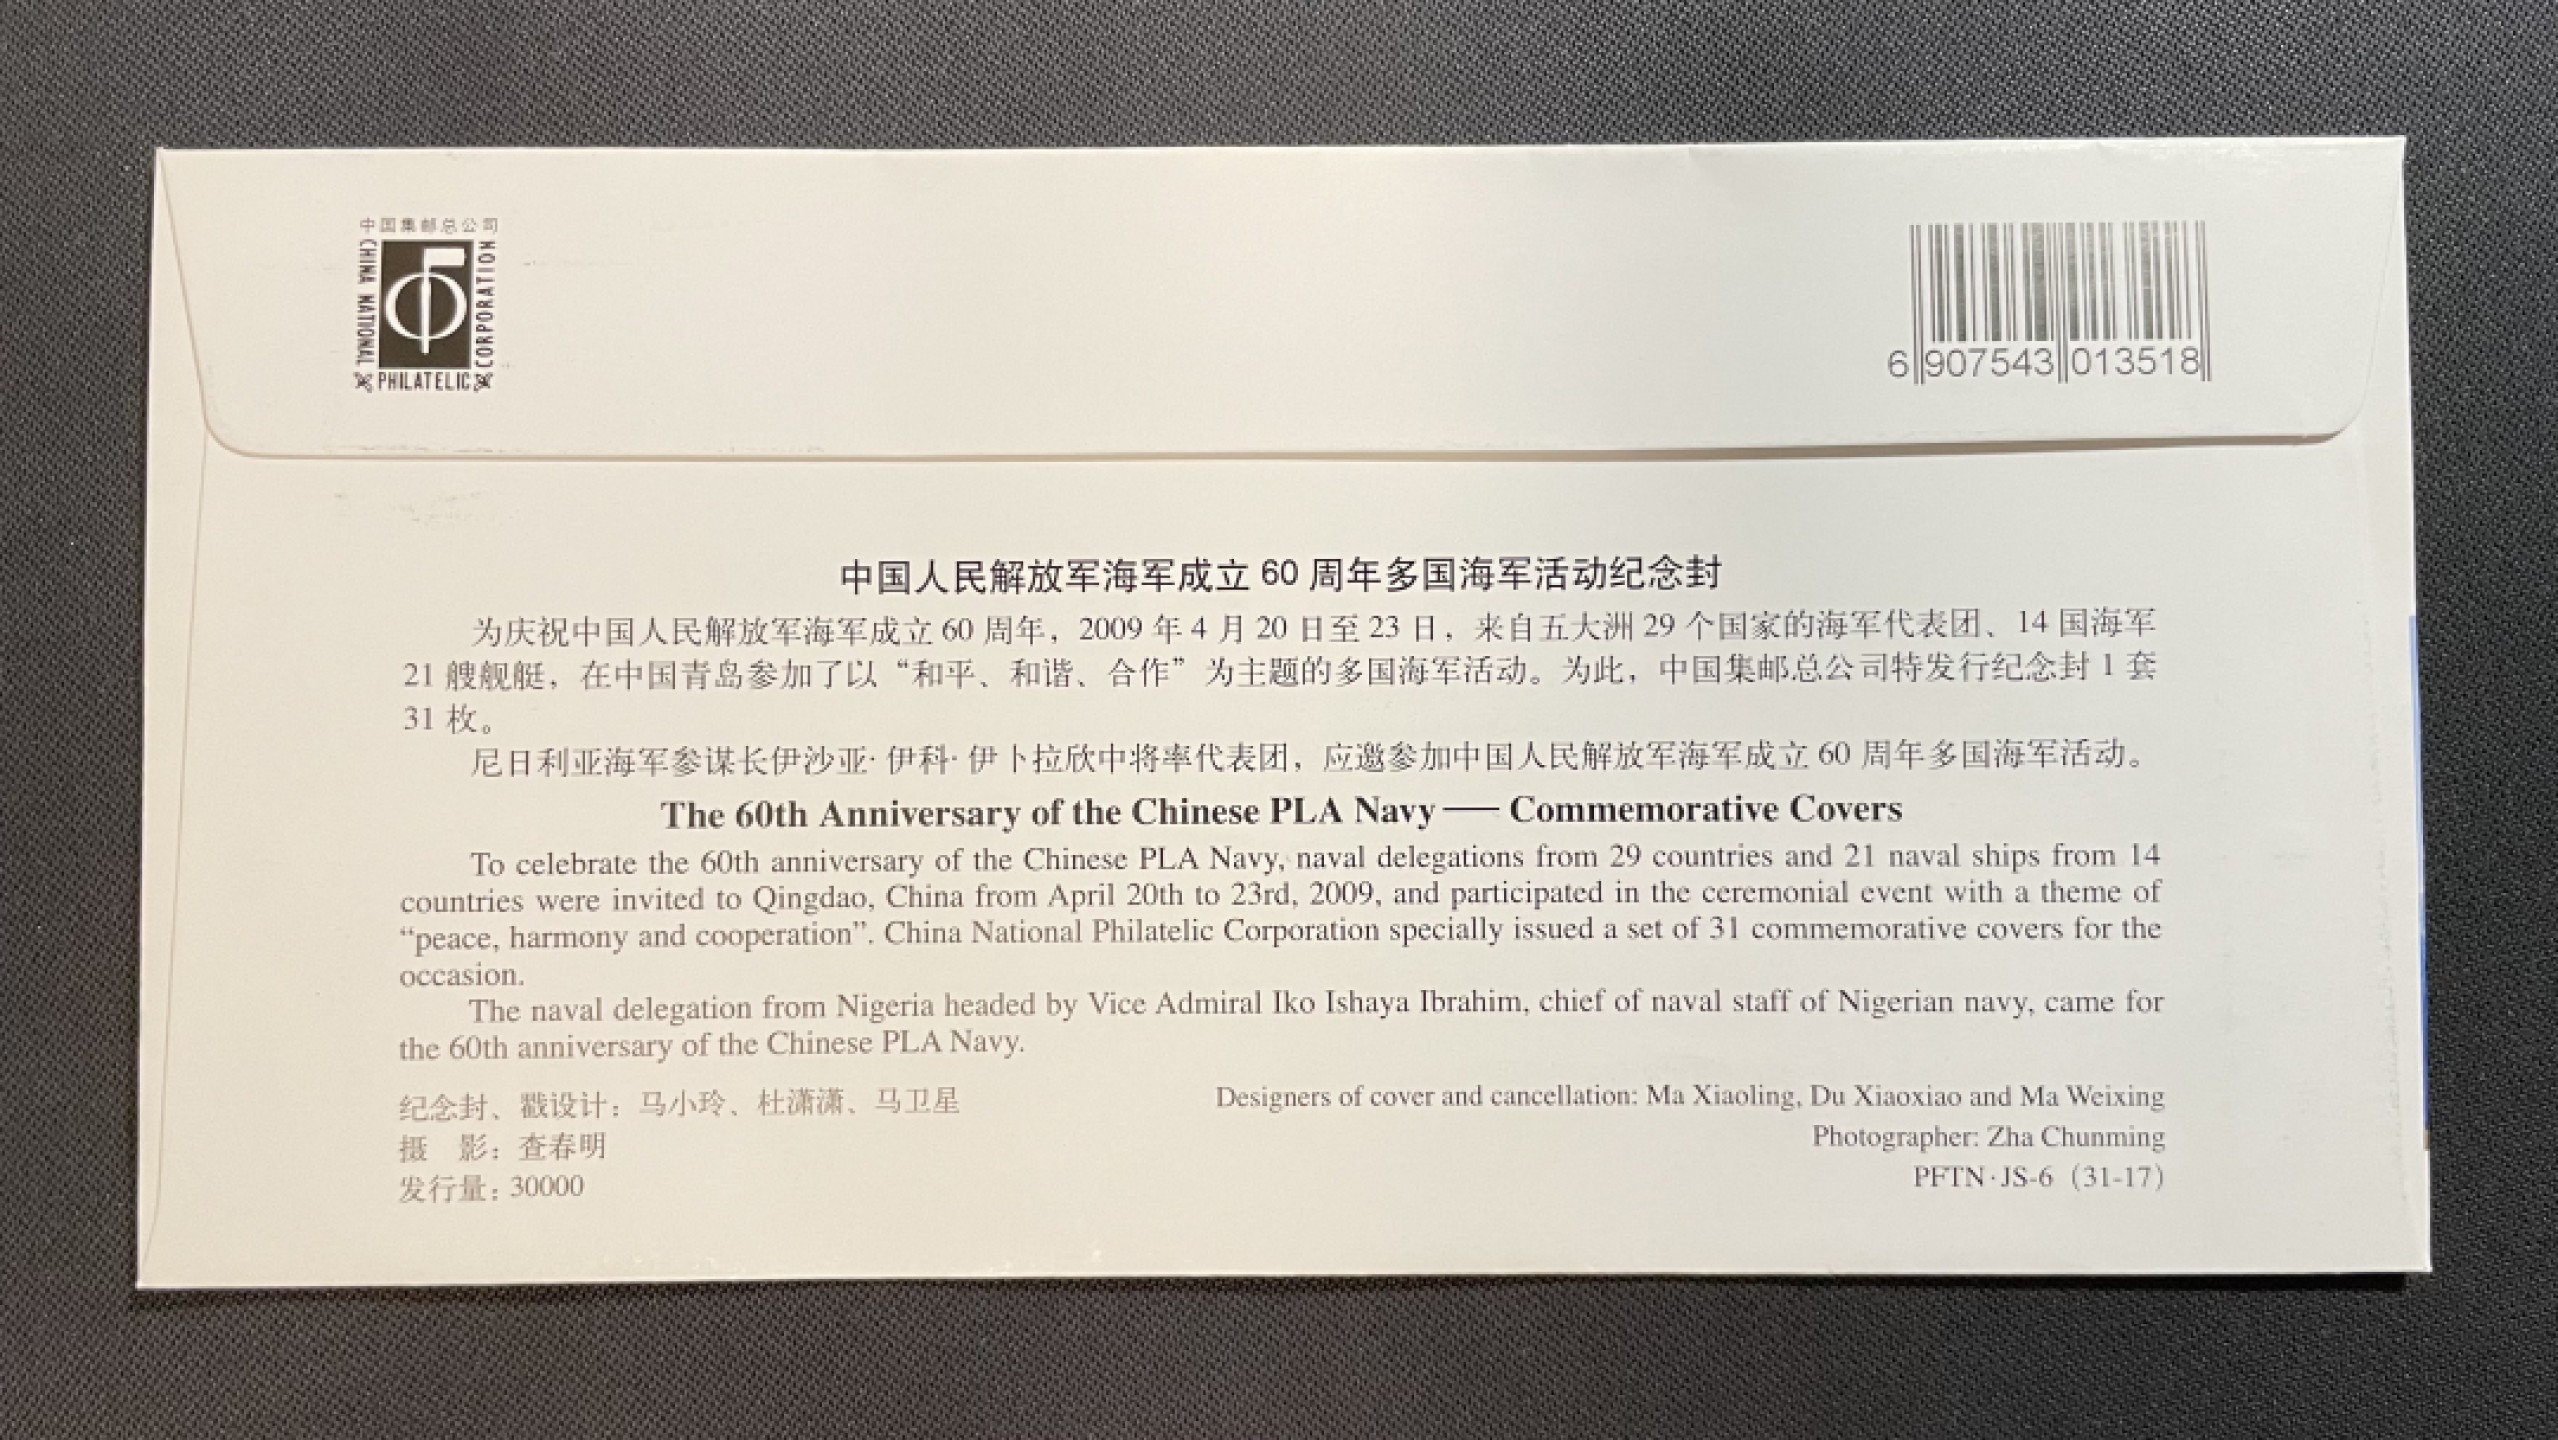 中国集邮总公司
CHINA NATIONAL
PHILATELIC
CORPORATION
6 907543 013518
中国人民解放军海军成立 60 周年多国海军活动纪念封
为庆祝中国人民解放军海军成立 60 周年，2009 年 4 月 20 日至 23 日，来自五大洲 29 个国家的海军代表团、14 国海军
21 艘舰艇，在中国青岛参加了以“和平、和谐、合作”为主题的多国海军活动。为此，中国集邮总公司特发行纪念封 1 套
31 枚。
尼日利亚海军参谋长伊沙亚·伊科·伊卜拉欣中将率代表团，应邀参加中国人民解放军海军成立 60 周年多国海军活动。
The 60th Anniversary of the Chinese PLA Navy—— Commemorative Covers
To celebrate the 60th anniversary of the Chinese PLA Navy, naval delegations from 29 countries and 21 naval ships from 14
countries were invited to Qingdao, China from April 20th to 23rd, 2009, and participated in the ceremonial event with a theme of
“peace, harmony and cooperation”. China National Philatelic Corporation specially issued a set of 31 commemorative covers for the
occasion.
The naval delegation from Nigeria headed by Vice Admiral Iko Ishaya Ibrahim, chief of naval staff of Nigerian navy, came for
the 60th anniversary of the Chinese PLA Navy.
纪念封、戳设计：马小玲、杜潇潇、马卫星
摄 影：查春明
发行量：30000
Designers of cover and cancellation: Ma Xiaoling, Du Xiaoxiao and Ma Weixing
Photographer: Zha Chunming
PFTN·JS-6 (31-17)